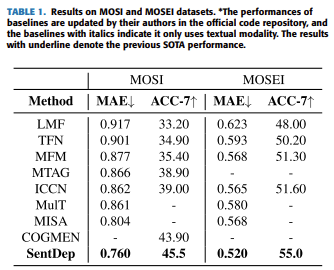 TABLE 1. Results on MOSI and MOSEI datasets. *The performances of
baselines are updated by their authors in the official code repository, and
the baselines with italics indicate it only uses textual modality. The results
with underline denote the previous SOTA performance.
MOSI MOSEI
Method MAE↓ ACC-7↑ MAE↓ ACC-7↑
LMF 0.917 33.20 0.623 48.00
TFN 0.901 34.90 0.593 50.20
MFM 0.877 35.40 0.568 51.30
MTAG 0.866 38.90 - -
ICCN 0.862 39.00 0.565 51.60
MulT 0.861 - 0.580 -
MISA 0.804 - 0.568 -
COGMEN - 43.90 - -
SentDep 0.760 45.5 0.520 55.0